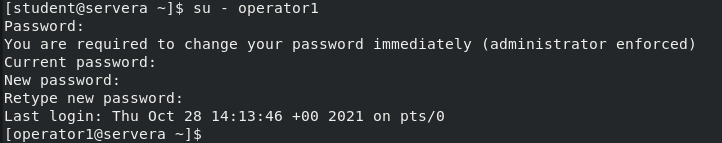 [student@servera ~]$ su - operator1
Password:
You are required to change your password immediately (administrator enforced)
Current password:
New password:
Retype new password:
Last login: Thu Oct 28 14:13:46 +00 2021 on pts/0
[operator1@servera ~]$